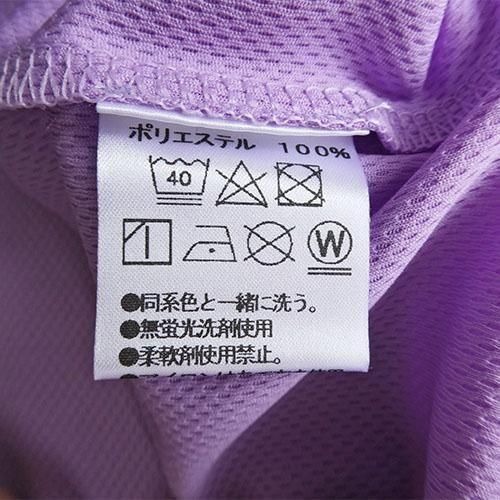 ポリエステル 100%
40
W
●同系色と一緒に洗う。
●無蛍光洗剤使用
●柔軟剤使用禁止。